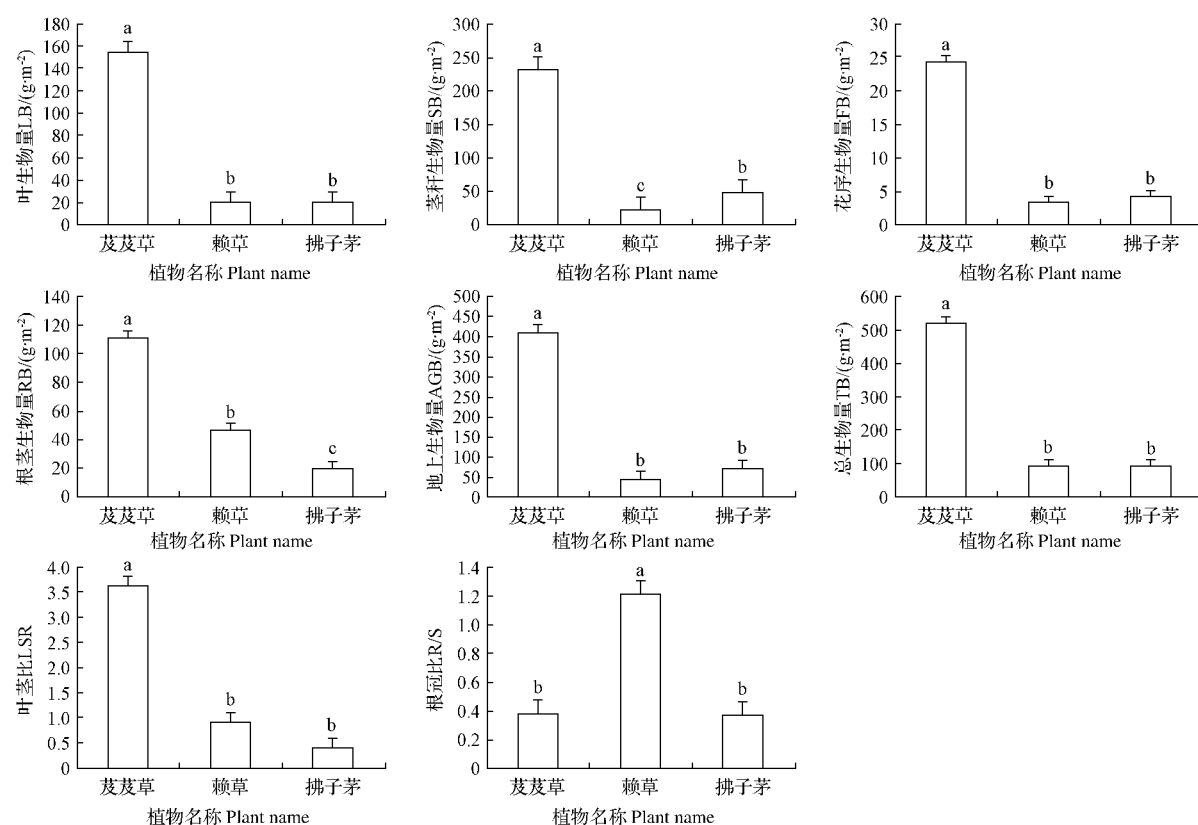 叶生物量LB/(g·m-2)
180
160
140
120
100
80
60
40
20
0
a
b
b
芨芨草 赖草 拂子茅
植物名称 Plant name
茎秆生物量SB/(g·m-2)
300
250
200
150
100
50
0
a
c
b
芨芨草 赖草 拂子茅
植物名称 Plant name
花序生物量FB/(g·m-2)
30
25
20
15
10
5
0
a
b
b
芨芨草 赖草 拂子茅
植物名称 Plant name
根茎生物量RB/(g·m-2)
140
120
100
80
60
40
20
0
a
b
c
芨芨草 赖草 拂子茅
植物名称 Plant name
地上生物量AGB/(g·m-2)
500
450
400
350
300
250
200
150
100
50
0
a
b
b
芨芨草 赖草 拂子茅
植物名称 Plant name
总生物量TB/(g·m-2)
600
500
400
300
200
100
0
a
b
b
芨芨草 赖草 拂子茅
植物名称 Plant name
叶茎比LSR
4.0
3.5
3.0
2.5
2.0
1.5
1.0
0.5
0
a
b
b
芨芨草 赖草 拂子茅
植物名称 Plant name
根冠比R/S
1.4
1.2
1.0
0.8
0.6
0.4
0.2
0
b
a
b
芨芨草 赖草 拂子茅
植物名称 Plant name